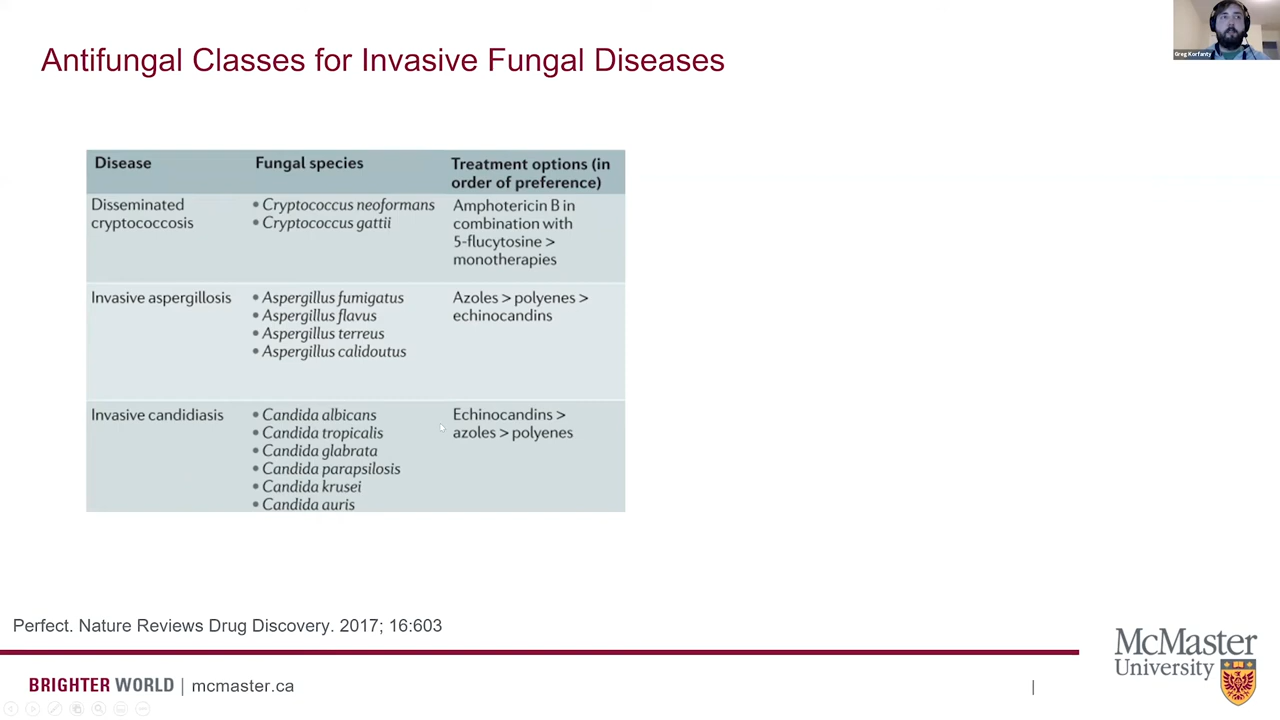 Antifungal Classes for Invasive Fungal Diseases
Greg Korfanty
Disease
Fungal species
Treatment options (in
order of preference)
Disseminated
cryptococcosis
• Cryptococcus neoformans
• Cryptococcus gattii
Amphotericin B in
combination with
5-flucytosine >
monotherapies
Invasive aspergillosis
• Aspergillus fumigatus
• Aspergillus flavus
• Aspergillus terreus
• Aspergillus calidoutus
Azoles > polyenes >
echinocandins
Invasive candidiasis
• Candida albicans
• Candida tropicalis
• Candida glabrata
• Candida parapsilosis
• Candida krusei
• Candida auris
Echinocandins >
azoles > polyenes
Perfect. Nature Reviews Drug Discovery. 2017; 16:603
BRIGHTER WORLD | mcmaster.ca
|
McMaster
University